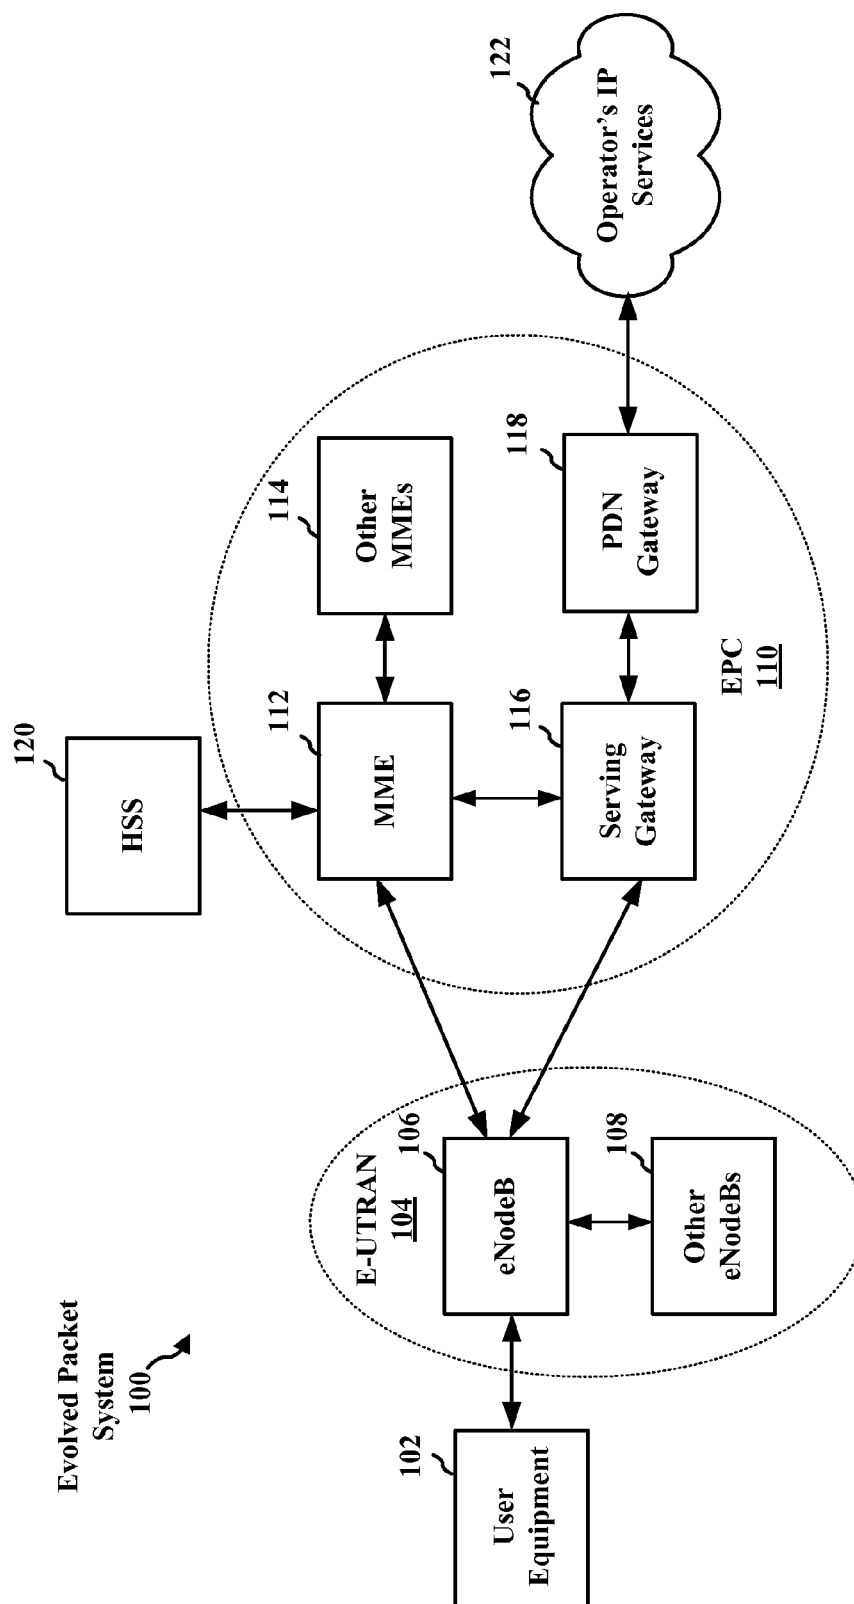 Evolved Packet
System
100
120
HSS
102
User
Equipment
E-UTRAN
104
106
eNodeB
108
Other
eNodeBs
112
MME
114
Other
MMEs
116
Serving
Gateway
118
PDN
Gateway
EPC
110
122
Operator's IP
Services